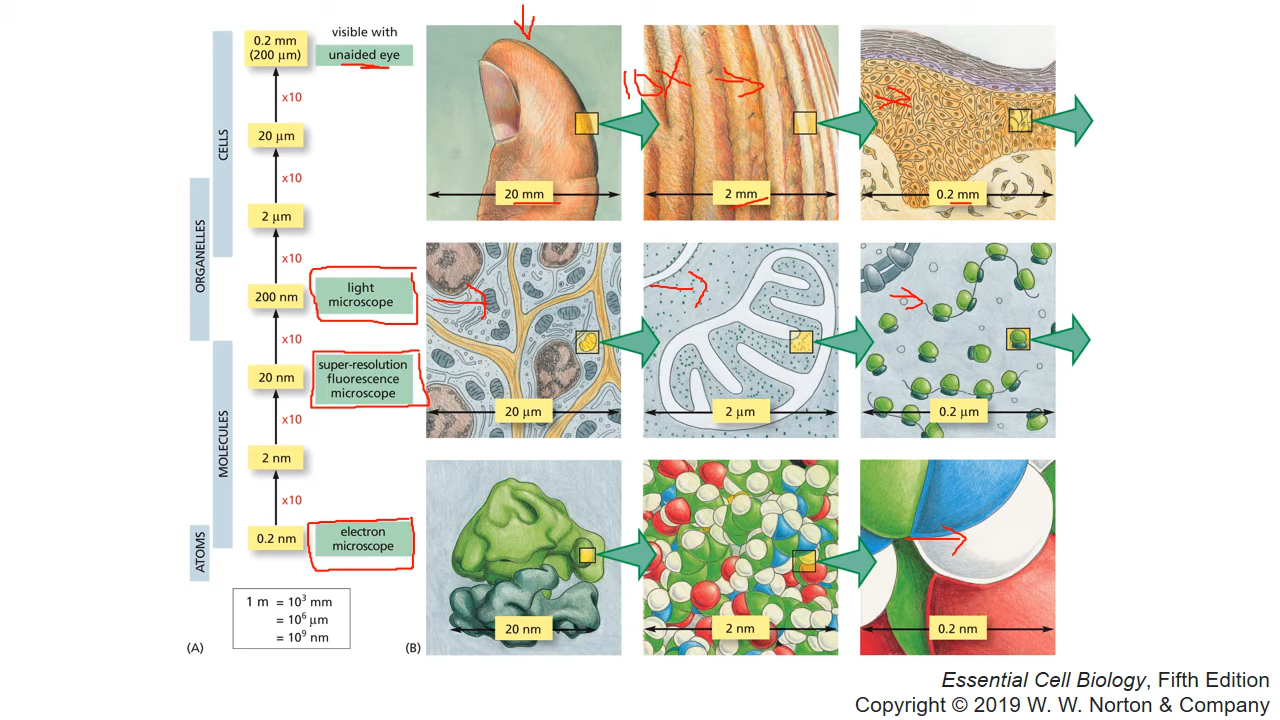 0.2 mm
(200 µm)
visible with
unaided eye
x10
20 µm
x10
2 µm
x10
200 nm
light
microscope
x10
20 nm
super-resolution
fluorescence
microscope
x10
2 nm
x10
0.2 nm
electron
microscope
CELLS
ORGANELLES
MOLECULES
ATOMS
1 m = 10³ mm
= 10⁶ µm
= 10⁹ nm
(A)
10x
20 mm
2 mm
0.2 mm
20 µm
2 µm
0.2 µm
20 nm
2 nm
0.2 nm
(B)
Essential Cell Biology, Fifth Edition
Copyright © 2019 W. W. Norton & Company